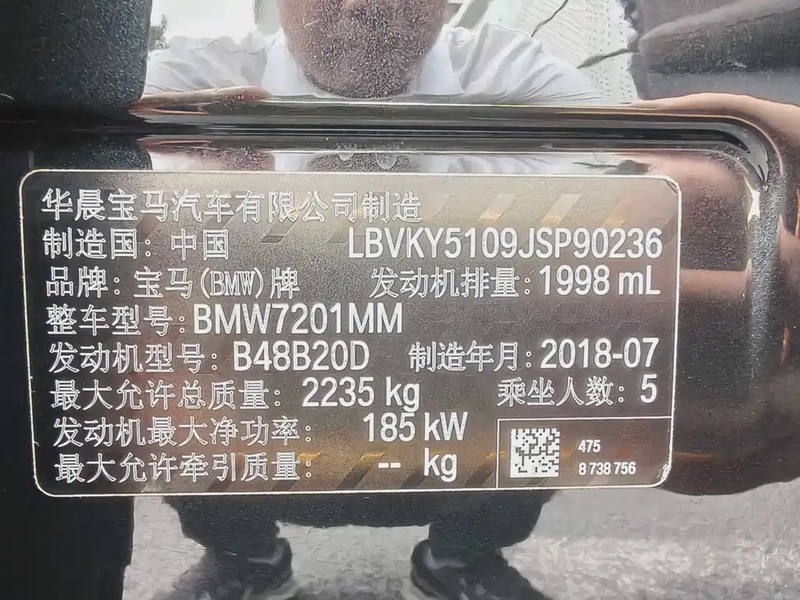 华晨宝马汽车有限公司制造
制造国：中国 LBVKY5109JSP90236
品牌：宝马(BMW)牌 发动机排量：1998 mL
整车型号：BMW7201MM
发动机型号：B48B20D 制造年月：2018-07
最大允许总质量：2235 kg 乘坐人数：5
发动机最大净功率：185 kW
最大允许牵引质量：-- kg
475
8 738 756